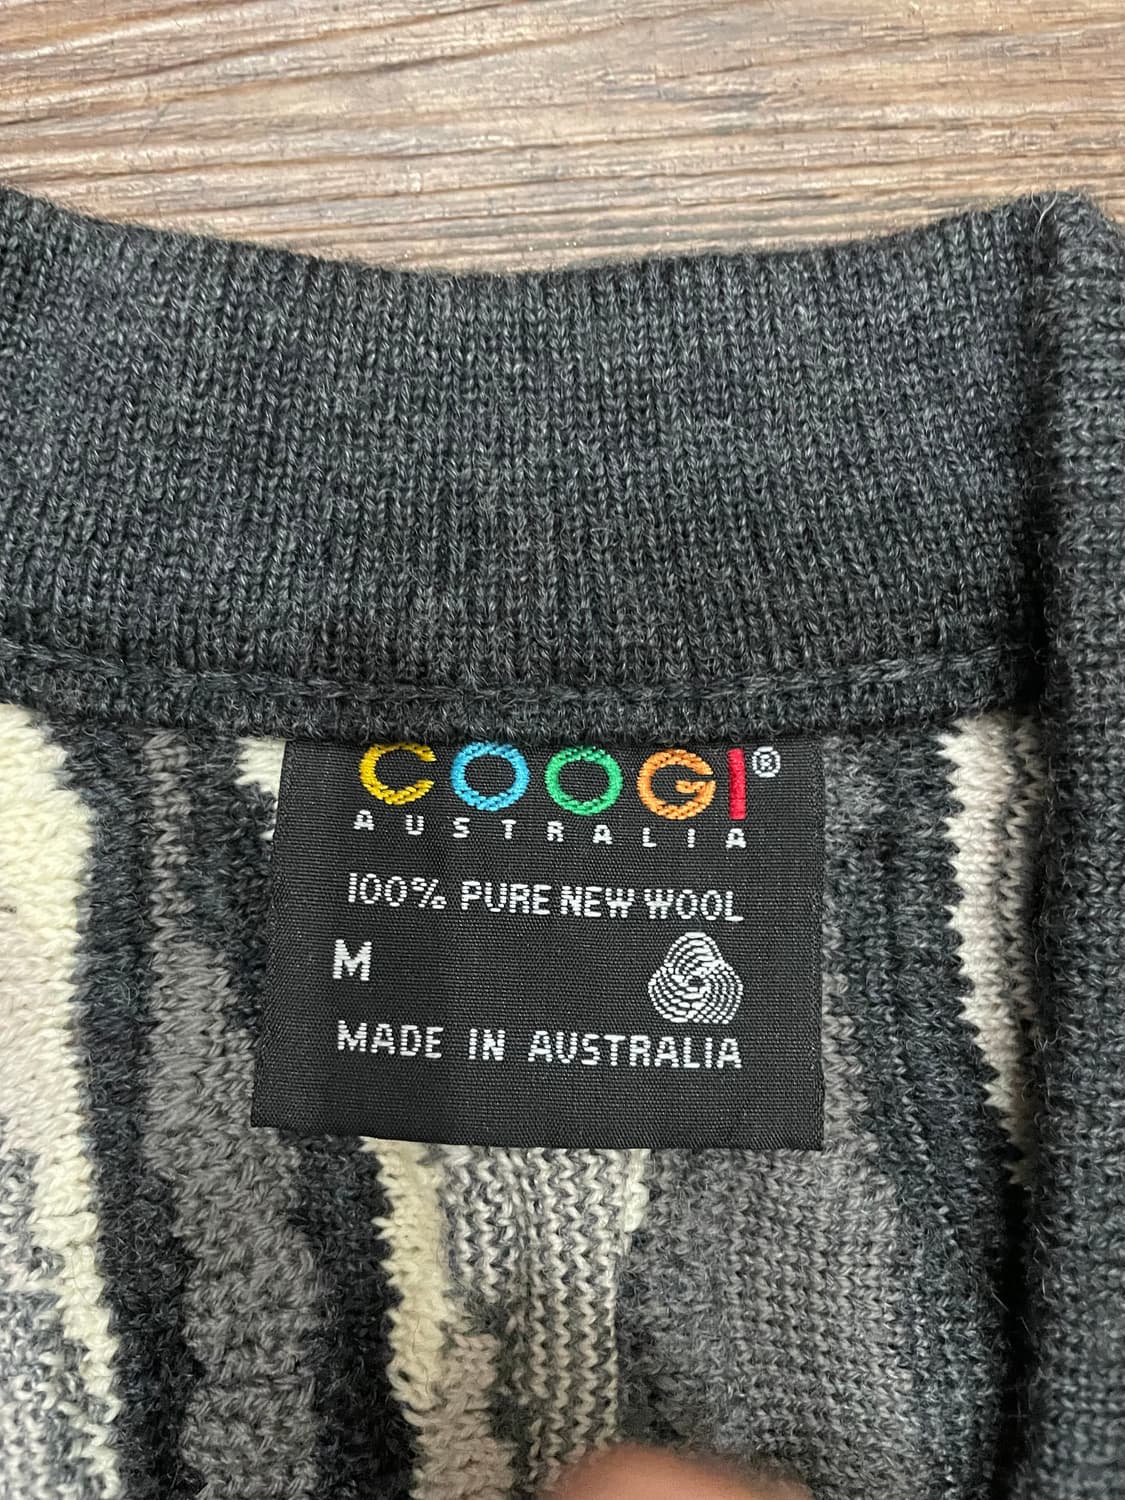 COOGI®
AUSTRALIA
100% PURE NEW WOOL
M
MADE IN AUSTRALIA